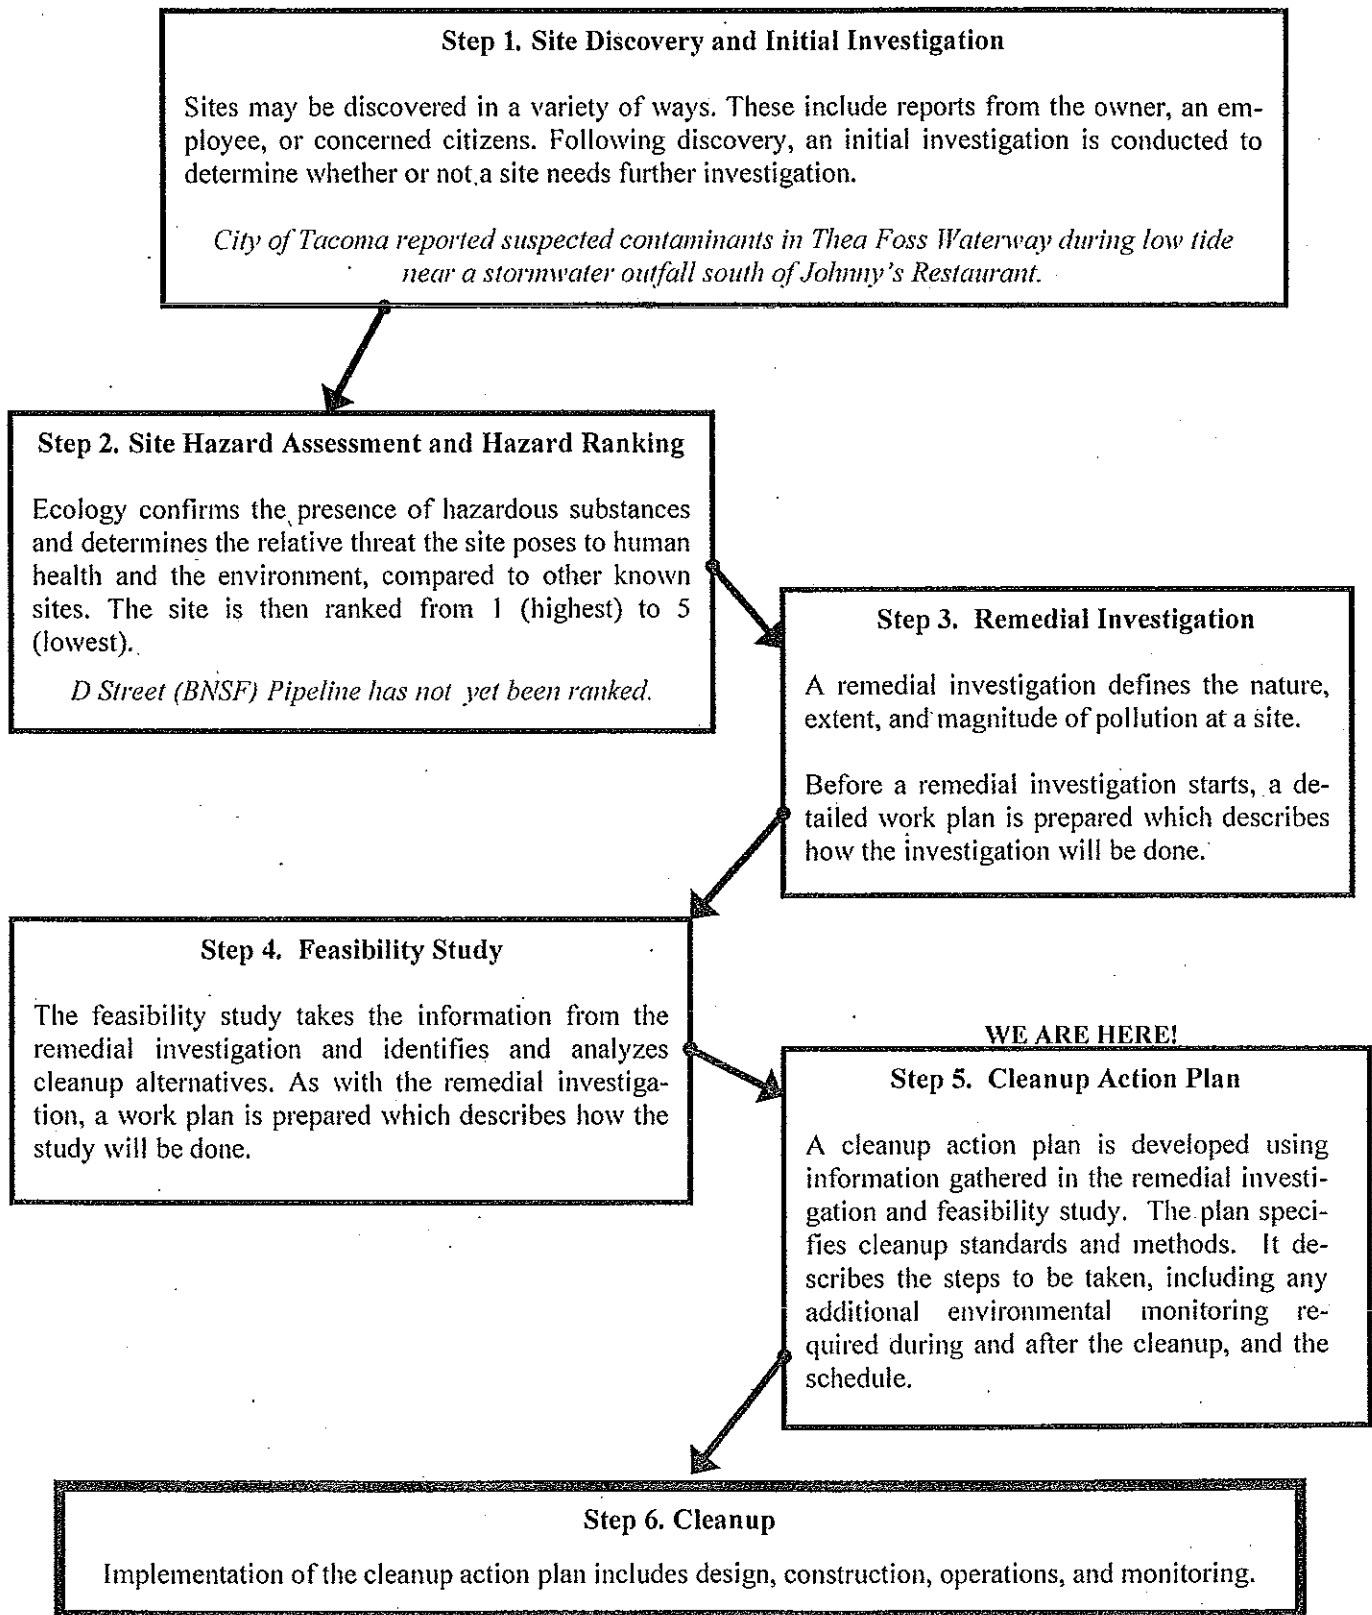 Step 1. Site Discovery and Initial Investigation
Sites may be discovered in a variety of ways. These include reports from the owner, an em-
ployee, or concerned citizens. Following discovery, an initial investigation is conducted to
determine whether or not a site needs further investigation.
City of Tacoma reported suspected contaminants in Thea Foss Waterway during low tide
near a stormwater outfall south of Johnny's Restaurant.
Step 2. Site Hazard Assessment and Hazard Ranking
Ecology confirms the presence of hazardous substances
and determines the relative threat the site poses to human
health and the environment, compared to other known
sites. The site is then ranked from 1 (highest) to 5
(lowest).
D Street (BNSF) Pipeline has not yet been ranked.
Step 3. Remedial Investigation
A remedial investigation defines the nature,
extent, and magnitude of pollution at a site.
Before a remedial investigation starts, a de-
tailed work plan is prepared which describes
how the investigation will be done.
Step 4. Feasibility Study
The feasibility study takes the information from the
remedial investigation and identifies and analyzes
cleanup alternatives. As with the remedial investiga-
tion, a work plan is prepared which describes how the
study will be done.
WE ARE HERE!
Step 5. Cleanup Action Plan
A cleanup action plan is developed using
information gathered in the remedial investi-
gation and feasibility study. The plan speci-
fies cleanup standards and methods. It de-
scribes the steps to be taken, including any
additional environmental monitoring re-
quired during and after the cleanup, and the
schedule.
Step 6. Cleanup
Implementation of the cleanup action plan includes design, construction, operations, and monitoring.